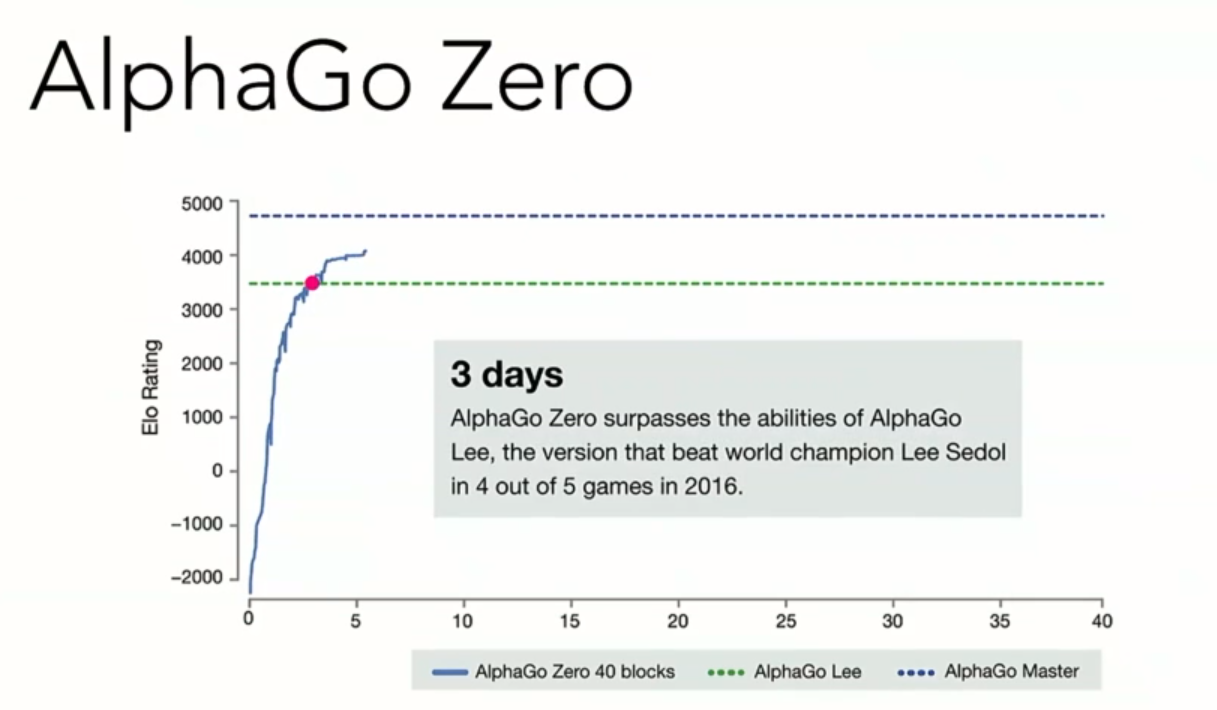 AlphaGo Zero
5000
4000
3000
2000
1000
0
−1000
−2000
Elo Rating
3 days
AlphaGo Zero surpasses the abilities of AlphaGo
Lee, the version that beat world champion Lee Sedol
in 4 out of 5 games in 2016.
0 5 10 15 20 25 30 35 40
AlphaGo Zero 40 blocks AlphaGo Lee AlphaGo Master